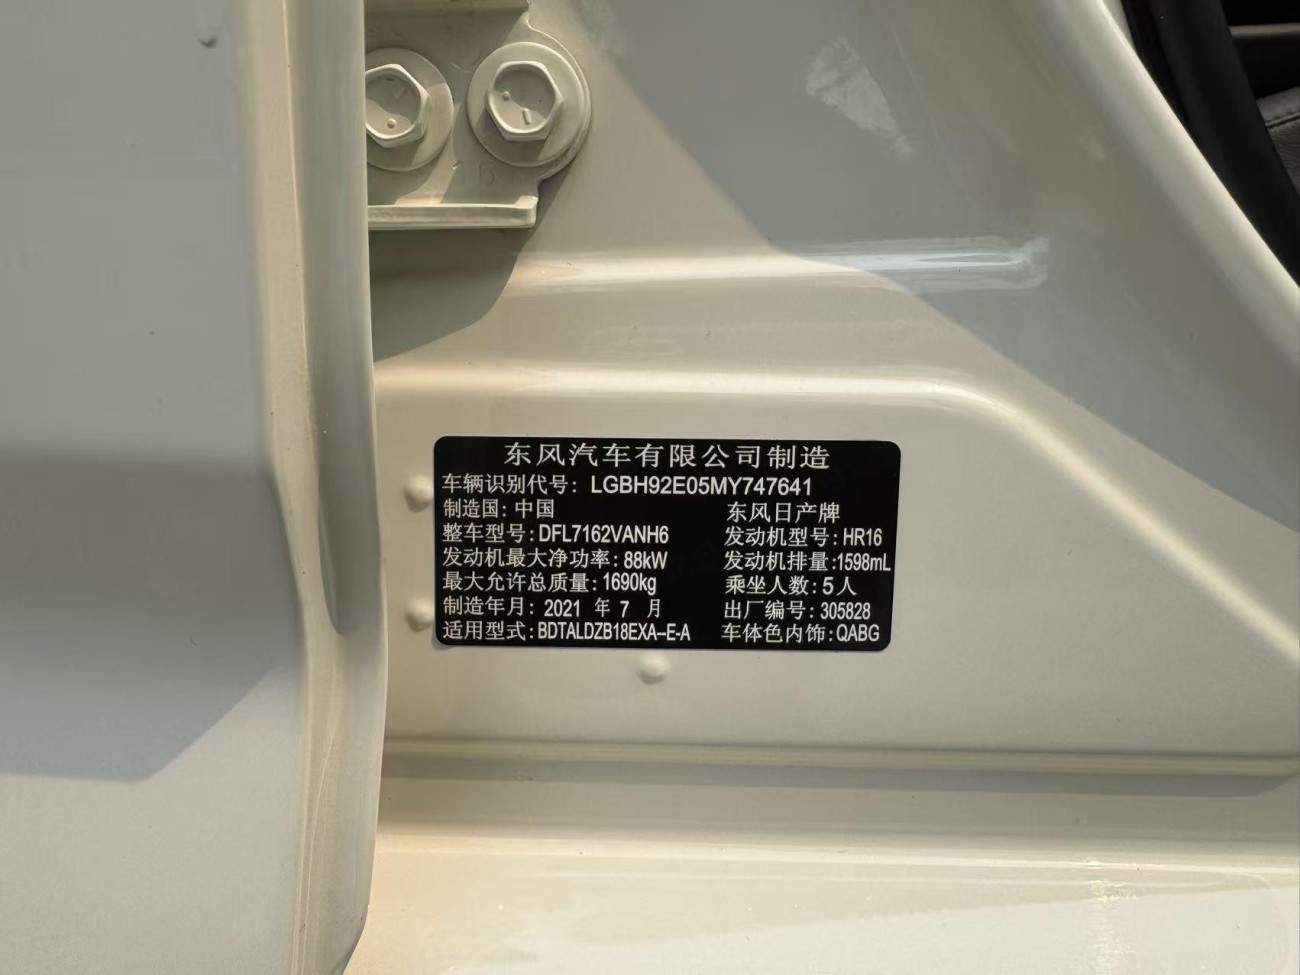 东风汽车有限公司制造
车辆识别代号：LGBH92E05MY747641
制造国：中国 东风日产牌
整车型号：DFL7162VANH6 发动机型号：HR16
发动机最大净功率：88kW 发动机排量：1598mL
最大允许总质量：1690kg 乘坐人数：5人
制造年月：2021 年 7 月 出厂编号：305828
适用型式：BDTALDZB18EXA--E-A 车体色内饰：QABG